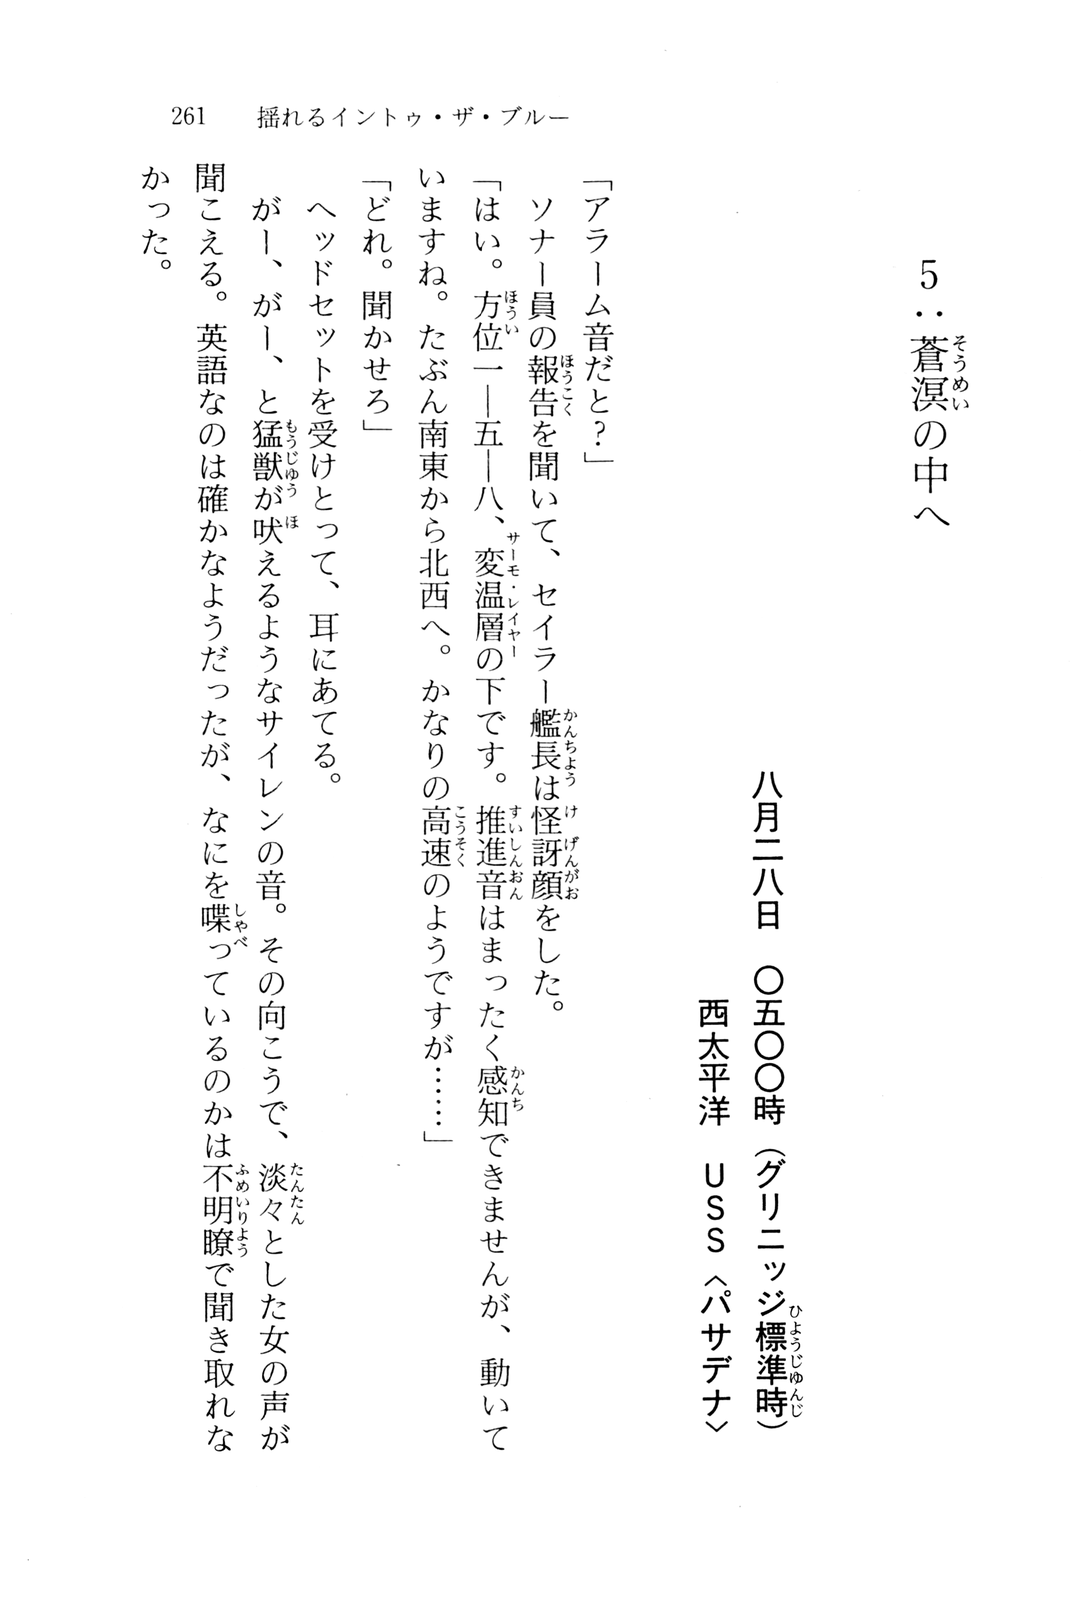 261 揺れるイントゥ・ザ・ブルー
5：蒼溟の中へ
八月二八日 〇五〇〇時（グリニッジ標準時）
西太平洋 USS〈パサデナ〉
「アラーム音だと？」
ソナー員の報告を聞いて、セイラー艦長は怪訝顔をした。
「はい。方位一―五―八、変温層の下です。推進音はまったく感知できませんが、動いて
いますね。たぶん南東から北西へ。かなりの高速のようですが……」
「どれ。聞かせろ」
ヘッドセットを受けとって、耳にあてる。
がー、がー、と猛獣が吠えるようなサイレンの音。その向こうで、淡々とした女の声が
聞こえる。英語なのは確かなようだったが、なにを喋っているのかは不明瞭で聞き取れな
かった。